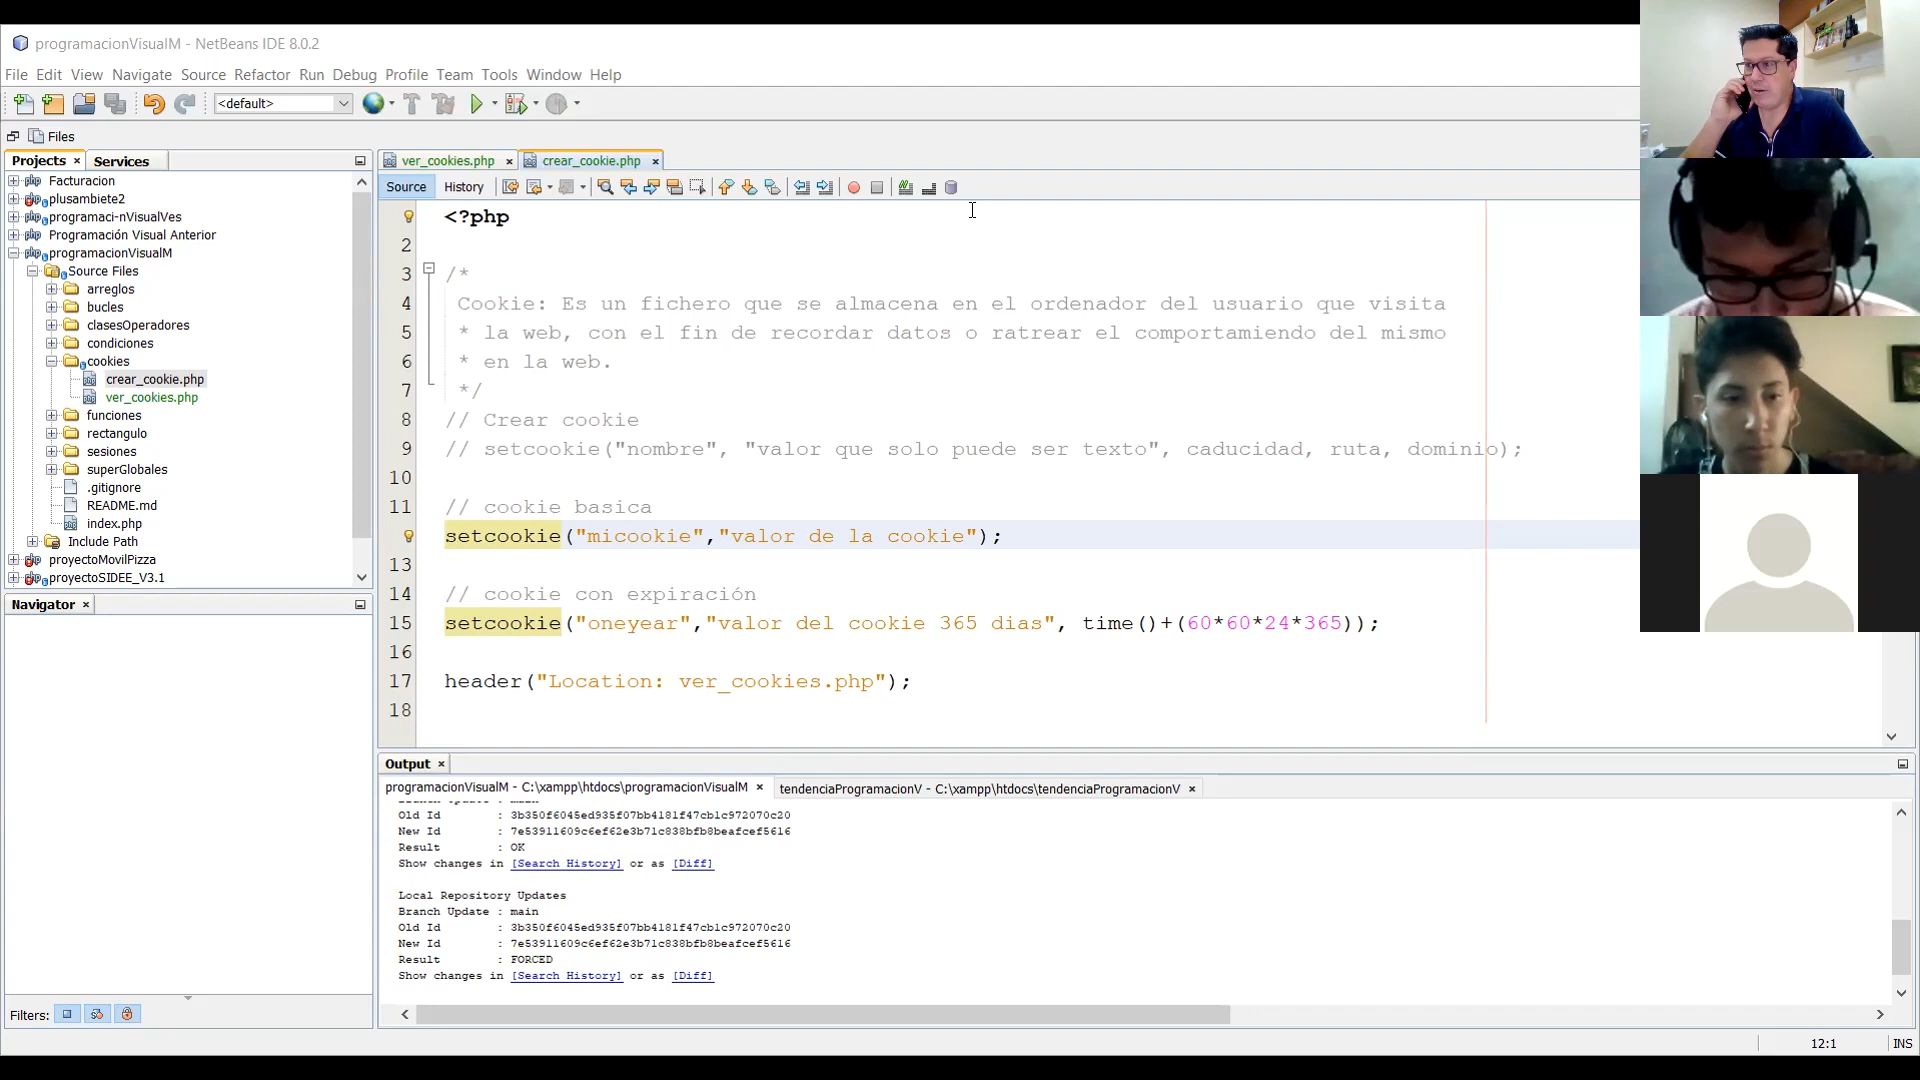 programacionVisualM - NetBeans IDE 8.0.2
File Edit View Navigate Source Refactor Run Debug Profile Team Tools Window Help
<default>
Files
Projects Services
Facturacion
plusambiete2
programaci-nVisualVes
Programación Visual Anterior
programacionVisualM
Source Files
arreglos
bucles
clasesOperadores
condiciones
cookies
crear_cookie.php
ver_cookies.php
funciones
rectangulo
sesiones
superGlobales
.gitignore
README.md
index.php
Include Path
proyectoMovilPizza
proyectoSIDEE_V3.1
Navigator
Filters:
ver_cookies.php crear_cookie.php
Source History
<?php
2
3 /*
4 Cookie: Es un fichero que se almacena en el ordenador del usuario que visita
5 * la web, con el fin de recordar datos o ratrear el comportamiendo del mismo
6 * en la web.
7 */
8 // Crear cookie
9 // setcookie("nombre", "valor que solo puede ser texto", caducidad, ruta, dominio);
10
11 // cookie basica
setcookie("micookie","valor de la cookie");
13
14 // cookie con expiración
15 setcookie("oneyear","valor del cookie 365 dias", time()+(60*60*24*365));
16
17 header("Location: ver_cookies.php");
18
Output
programacionVisualM - C:\xampp\htdocs\programacionVisualM tendenciaProgramacionV - C:\xampp\htdocs\tendenciaProgramacionV
Branch Update : main
Old Id : 3b350f6045ed935f07bb4181f47cb1c972070c20
New Id : 7e53911609c6ef62e3b71c838bfb8beafcef5616
Result : OK
Show changes in [Search History] or as [Diff]
Local Repository Updates
Branch Update : main
Old Id : 3b350f6045ed935f07bb4181f47cb1c972070c20
New Id : 7e53911609c6ef62e3b71c838bfb8beafcef5616
Result : FORCED
Show changes in [Search History] or as [Diff]
12:1 INS